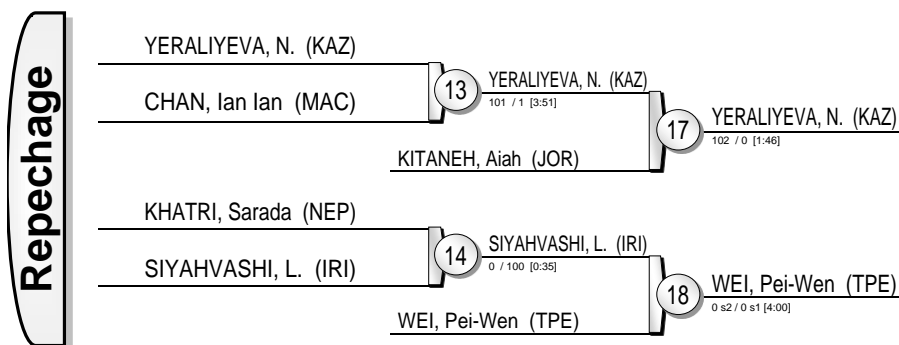 Repechage
YERALIYEVA, N. (KAZ)
CHAN, Ian Ian (MAC)
13
YERALIYEVA, N. (KAZ)
101 / 1 [3:51]
KITANEH, Aiah (JOR)
17
YERALIYEVA, N. (KAZ)
102 / 0 [1:46]
KHATRI, Sarada (NEP)
SIYAHVASHI, L. (IRI)
14
SIYAHVASHI, L. (IRI)
0 / 100 [0:35]
WEI, Pei-Wen (TPE)
18
WEI, Pei-Wen (TPE)
0 s2 / 0 s1 [4:00]